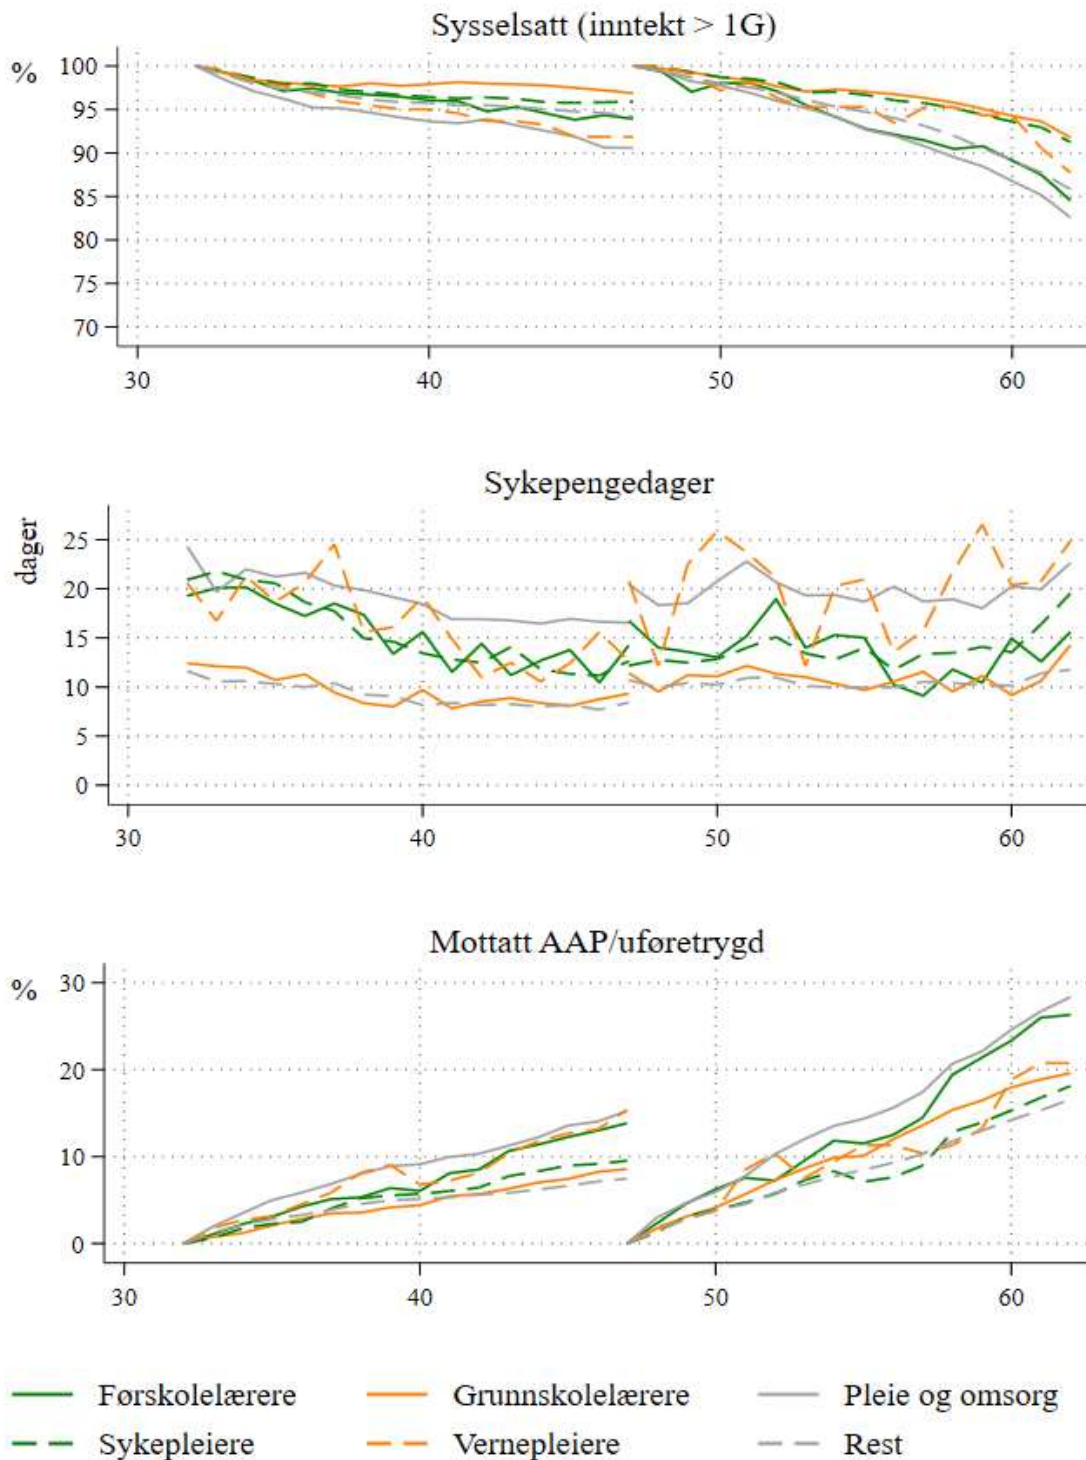 Sysselsatt (inntekt > 1G)
%
100
95
90
85
80
75
70
30 40 50 60
Sykepengedager
dager
25
20
15
10
5
0
30 40 50 60
Mottatt AAP/uføretrygd
%
30
20
10
0
30 40 50 60
Førskolelærere Grunnskolelærere Pleie og omsorg
Sykepleiere Vernepleiere Rest